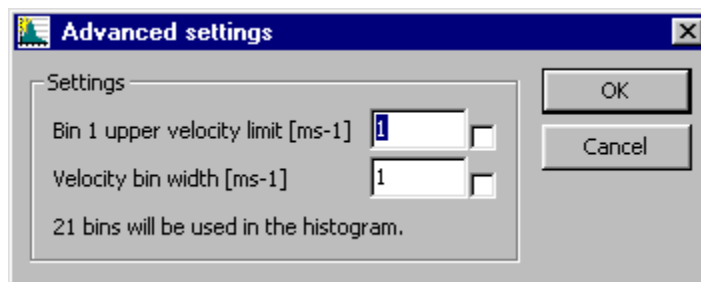 Advanced settings
Settings
OK
Bin 1 upper velocity limit [ms-1] 1
Cancel
Velocity bin width [ms-1] 1
21 bins will be used in the histogram.